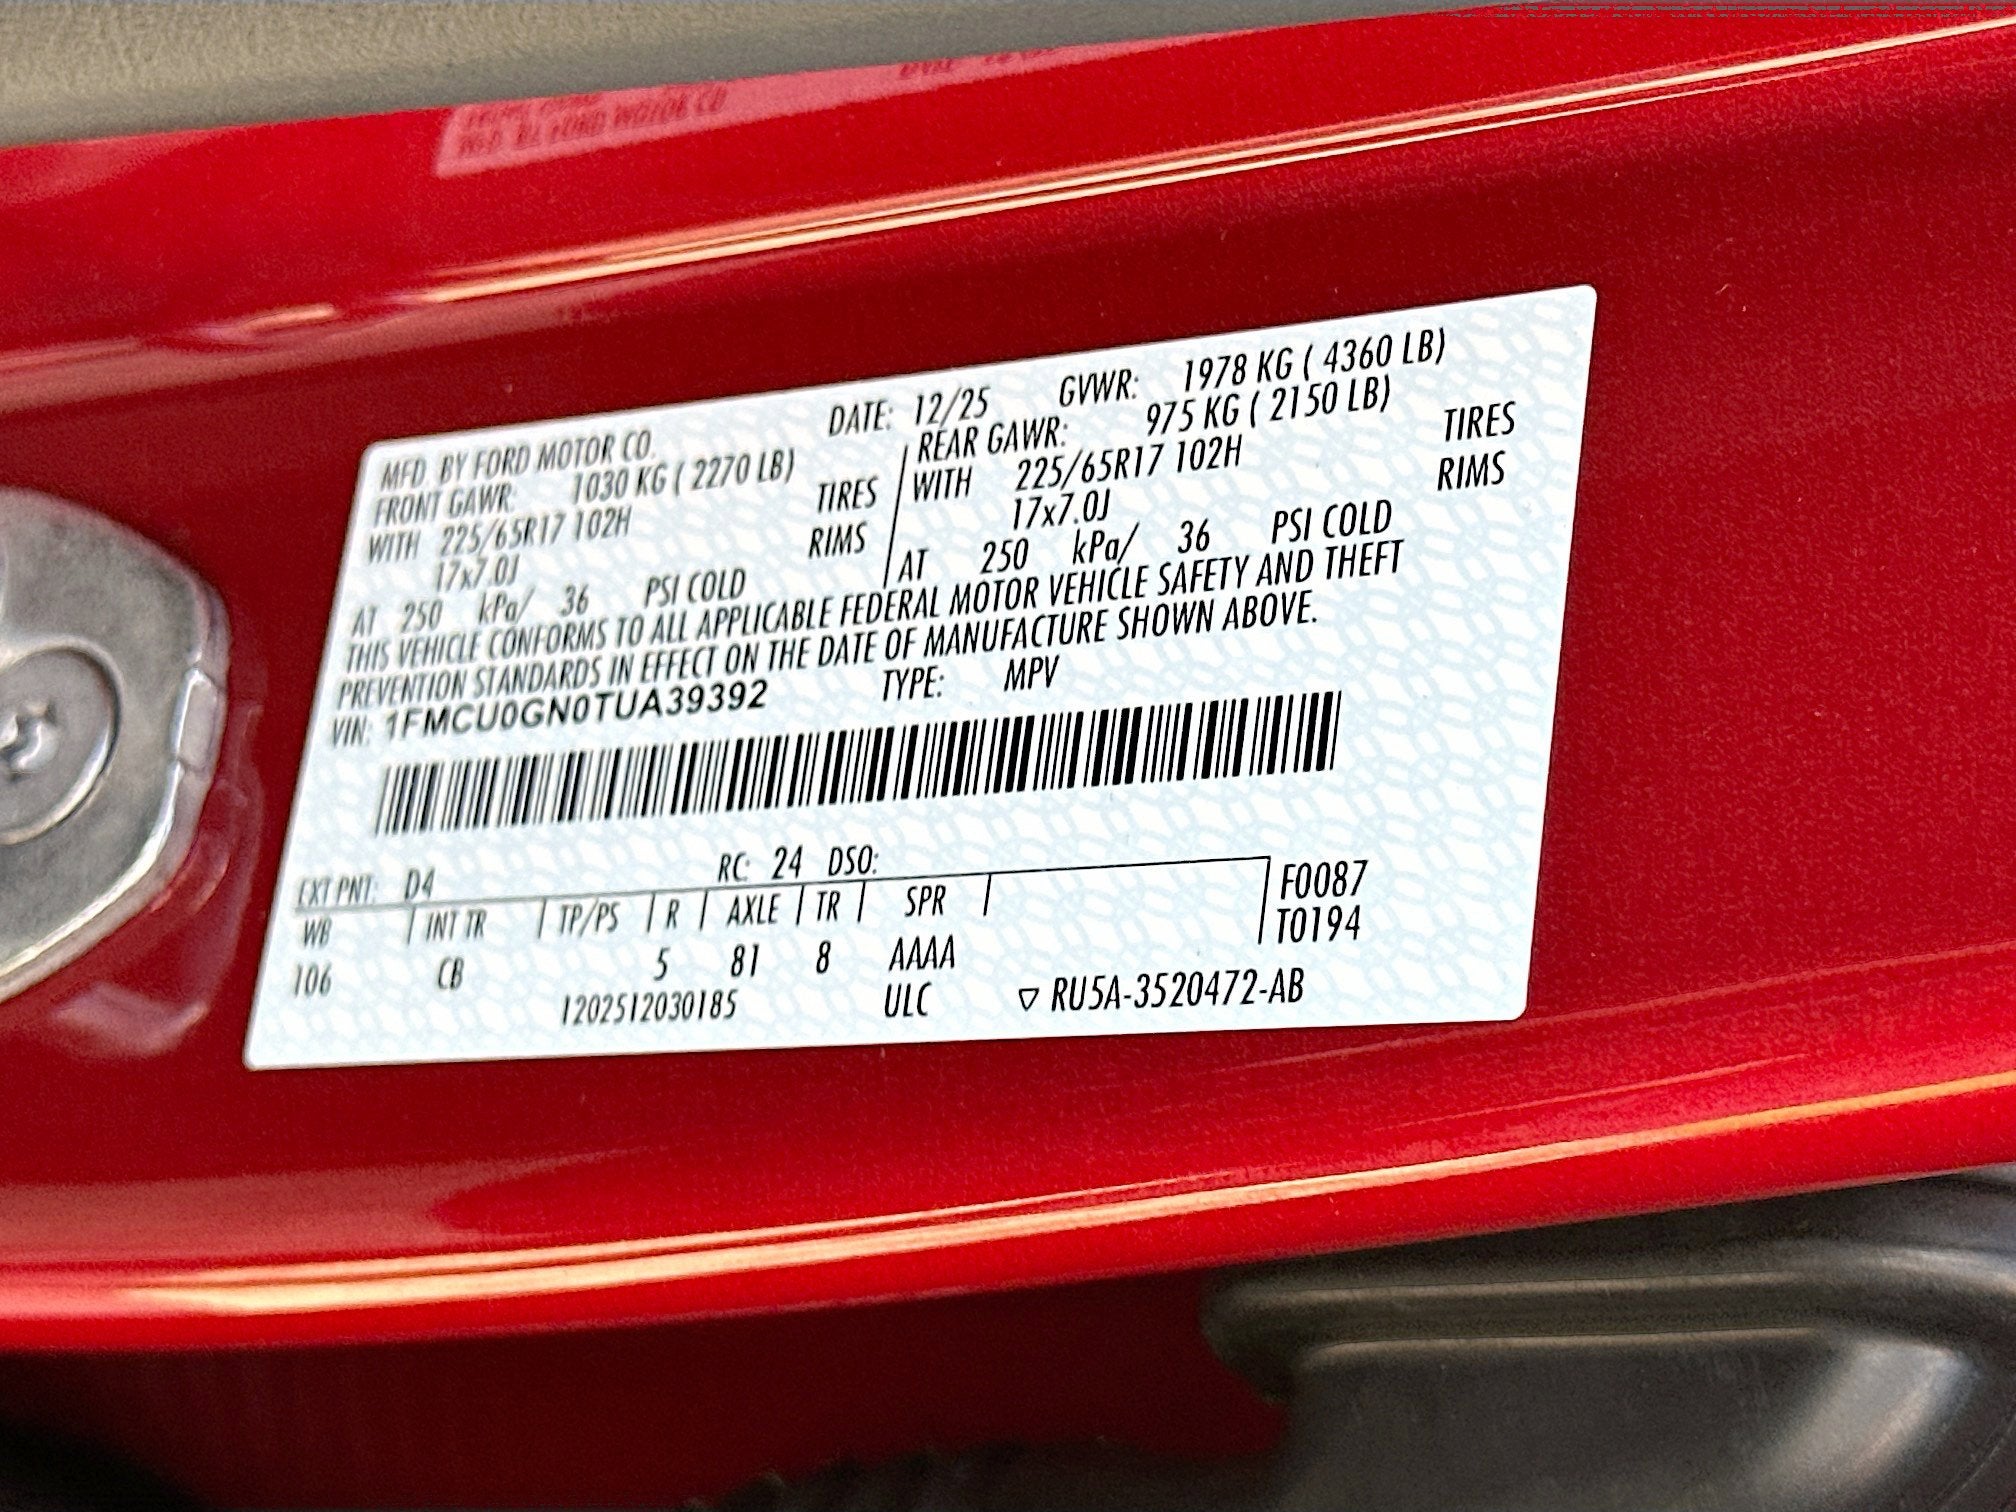 MFD. BY FORD MOTOR CO. DATE: 12/25 GVWR: 1978 KG ( 4360 LB)
FRONT GAWR: 1030 KG ( 2270 LB) REAR GAWR: 975 KG ( 2150 LB)
WITH 225/65R17 102H TIRES WITH 225/65R17 102H TIRES
17x7.0J RIMS 17x7.0J RIMS
AT 250 kPa/ 36 PSI COLD AT 250 kPa/ 36 PSI COLD
THIS VEHICLE CONFORMS TO ALL APPLICABLE FEDERAL MOTOR VEHICLE SAFETY AND THEFT
PREVENTION STANDARDS IN EFFECT ON THE DATE OF MANUFACTURE SHOWN ABOVE.
VIN: 1FMCU0GN0TUA39392 TYPE: MPV
EXT PNT: D4 RC: 24 DSO:
WB INT TR TP/PS R AXLE TR SPR F0087
106 CB 5 81 8 AAAA T0194
1202512030185 ULC ▽ RU5A-3520472-AB